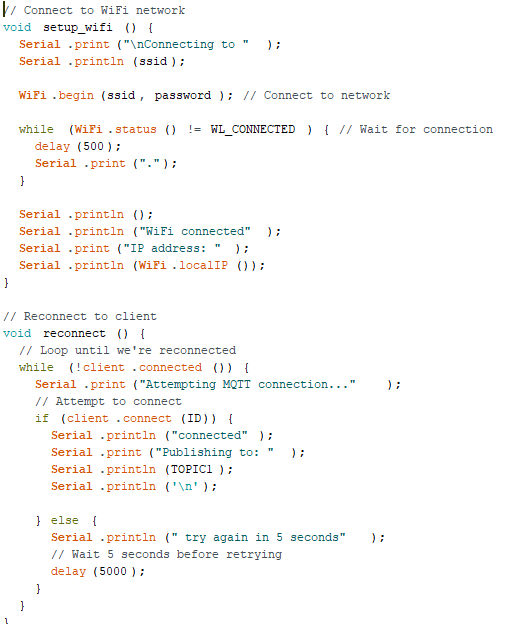 // Connect to WiFi network
void setup_wifi () {
Serial .print ("\nConnecting to " );
Serial .println (ssid );
WiFi .begin (ssid , password ); // Connect to network
while (WiFi .status () != WL_CONNECTED ) { // Wait for connection
delay (500 );
Serial .print ("." );
}
Serial .println ();
Serial .println ("WiFi connected" );
Serial .print ("IP address: " );
Serial .println (WiFi .localIP ());
}
// Reconnect to client
void reconnect () {
// Loop until we're reconnected
while (!client .connected ()) {
Serial .print ("Attempting MQTT connection..." );
// Attempt to connect
if (client .connect (ID)) {
Serial .println ("connected" );
Serial .print ("Publishing to: " );
Serial .println (TOPIC1 );
Serial .println ('\n' );
} else {
Serial .println (" try again in 5 seconds" );
// Wait 5 seconds before retrying
delay (5000 );
}
}
}